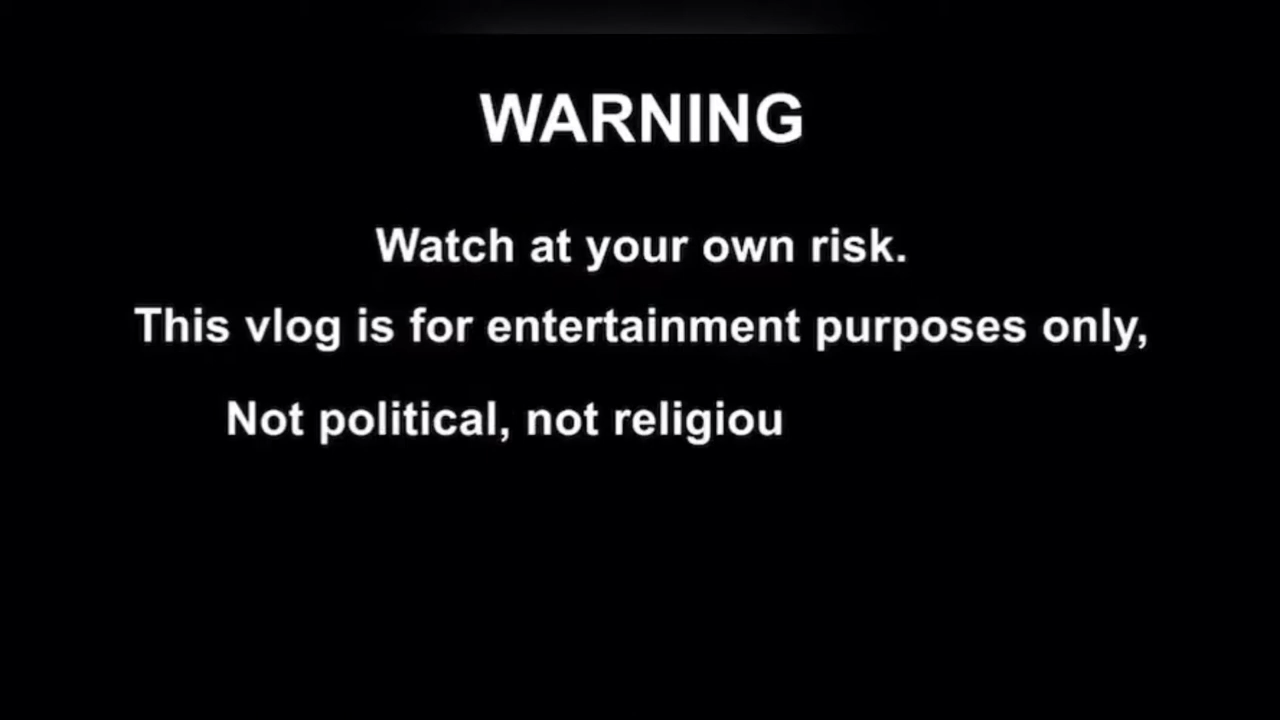 WARNING
Watch at your own risk.
This vlog is for entertainment purposes only,
Not political, not religiou